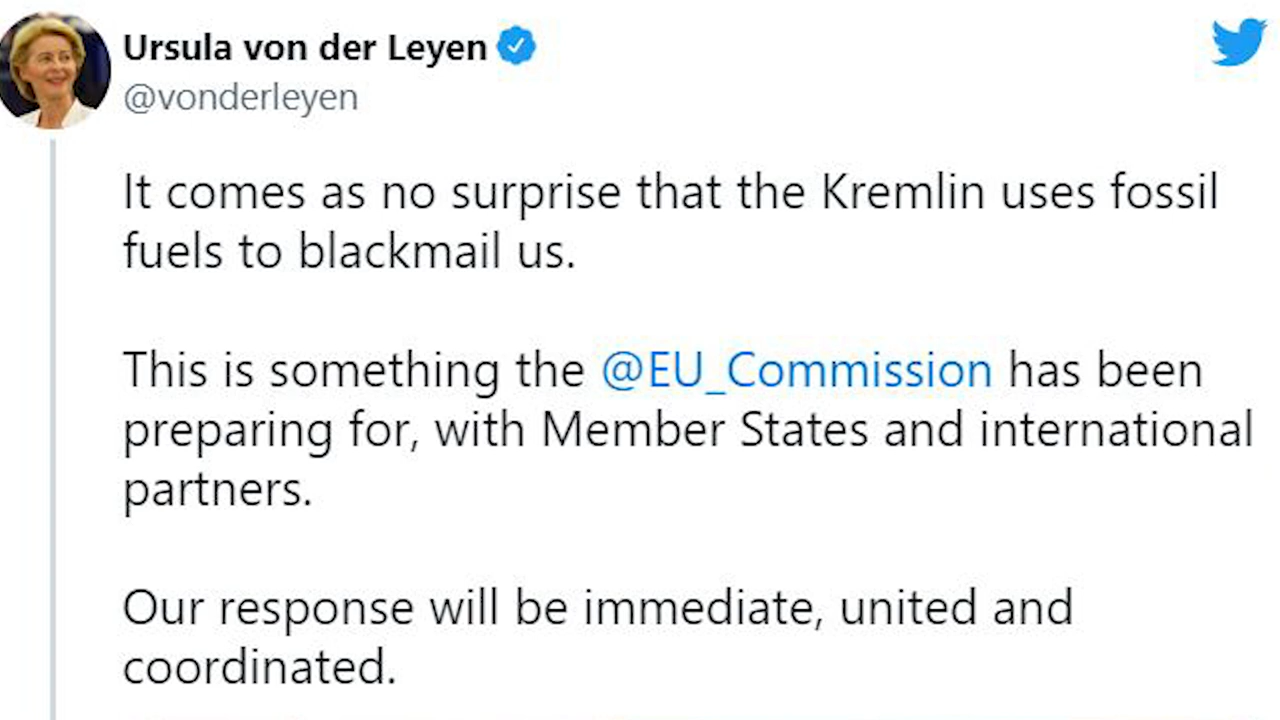 Ursula von der Leyen
@vonderleyen
It comes as no surprise that the Kremlin uses fossil
fuels to blackmail us.
This is something the @EU_Commission has been
preparing for, with Member States and international
partners.
Our response will be immediate, united and
coordinated.